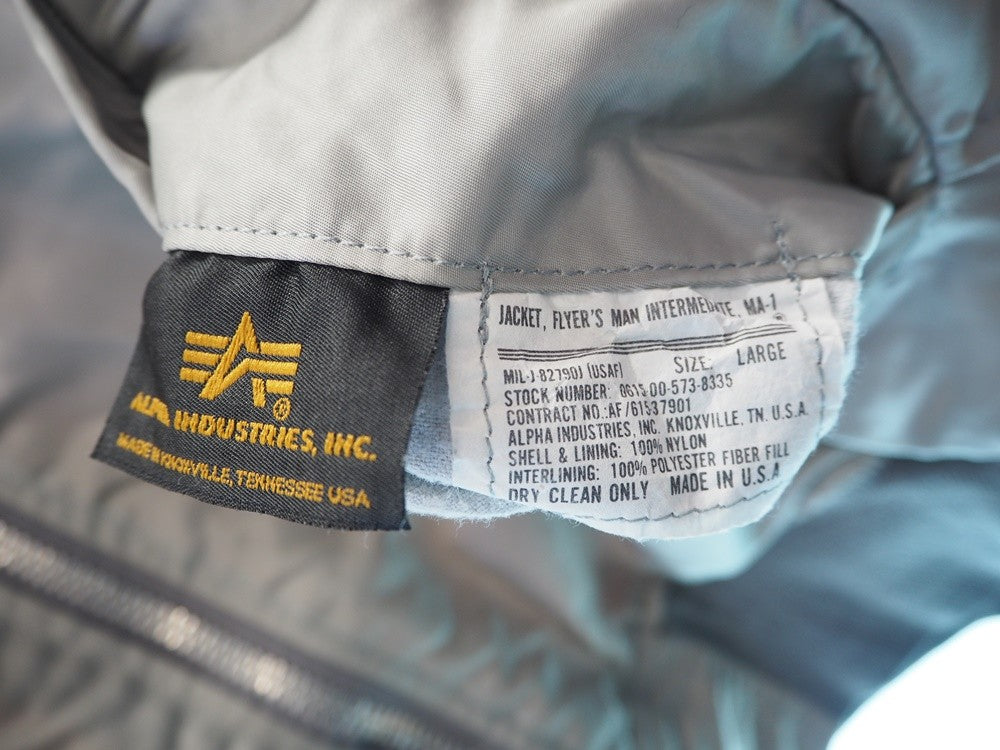 ALPHA INDUSTRIES, INC.
MADE IN KNOXVILLE, TENNESSEE USA
JACKET, FLYER'S MAN INTERMEDIATE, MA-1
MIL-J 82790J (USAF) SIZE: LARGE
STOCK NUMBER: 0615-00-573-8335
CONTRACT NO.:AF/61537901
ALPHA INDUSTRIES, INC. KNOXVILLE, TN. U.S.A.
SHELL & LINING: 100% NYLON
INTERLINING: 100% POLYESTER FIBER FILL
DRY CLEAN ONLY MADE IN U.S.A